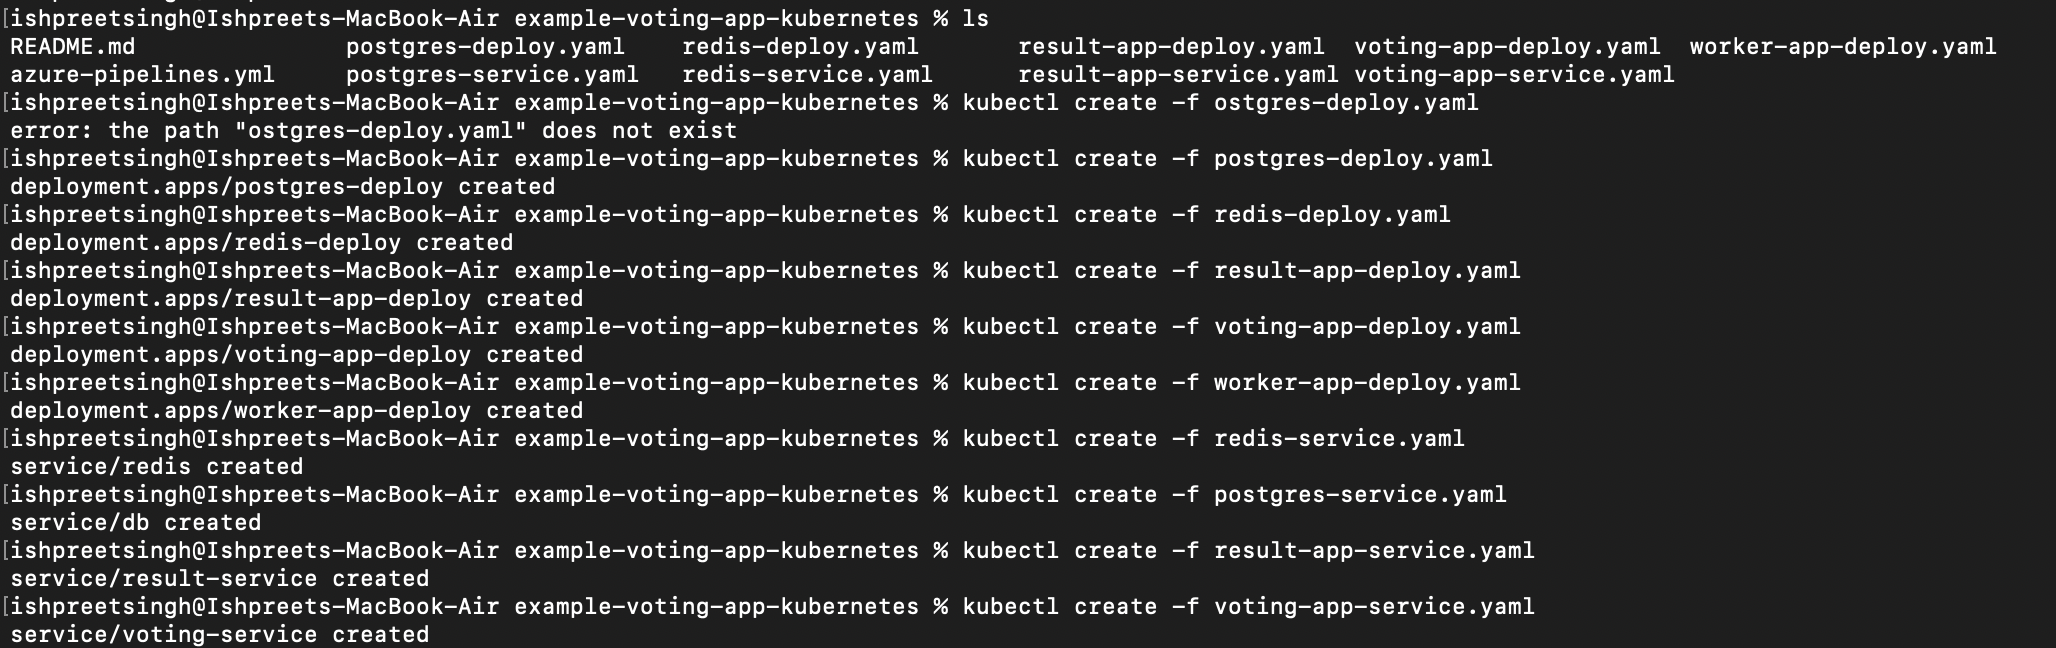 [ishpreetsingh@Ishpreets-MacBook-Air example-voting-app-kubernetes % ls
README.md postgres-deploy.yaml redis-deploy.yaml result-app-deploy.yaml voting-app-deploy.yaml worker-app-deploy.yaml
azure-pipelines.yml postgres-service.yaml redis-service.yaml result-app-service.yaml voting-app-service.yaml
[ishpreetsingh@Ishpreets-MacBook-Air example-voting-app-kubernetes % kubectl create -f ostgres-deploy.yaml
error: the path "ostgres-deploy.yaml" does not exist
[ishpreetsingh@Ishpreets-MacBook-Air example-voting-app-kubernetes % kubectl create -f postgres-deploy.yaml
deployment.apps/postgres-deploy created
[ishpreetsingh@Ishpreets-MacBook-Air example-voting-app-kubernetes % kubectl create -f redis-deploy.yaml
deployment.apps/redis-deploy created
[ishpreetsingh@Ishpreets-MacBook-Air example-voting-app-kubernetes % kubectl create -f result-app-deploy.yaml
deployment.apps/result-app-deploy created
[ishpreetsingh@Ishpreets-MacBook-Air example-voting-app-kubernetes % kubectl create -f voting-app-deploy.yaml
deployment.apps/voting-app-deploy created
[ishpreetsingh@Ishpreets-MacBook-Air example-voting-app-kubernetes % kubectl create -f worker-app-deploy.yaml
deployment.apps/worker-app-deploy created
[ishpreetsingh@Ishpreets-MacBook-Air example-voting-app-kubernetes % kubectl create -f redis-service.yaml
service/redis created
[ishpreetsingh@Ishpreets-MacBook-Air example-voting-app-kubernetes % kubectl create -f postgres-service.yaml
service/db created
[ishpreetsingh@Ishpreets-MacBook-Air example-voting-app-kubernetes % kubectl create -f result-app-service.yaml
service/result-service created
[ishpreetsingh@Ishpreets-MacBook-Air example-voting-app-kubernetes % kubectl create -f voting-app-service.yaml
service/voting-service created